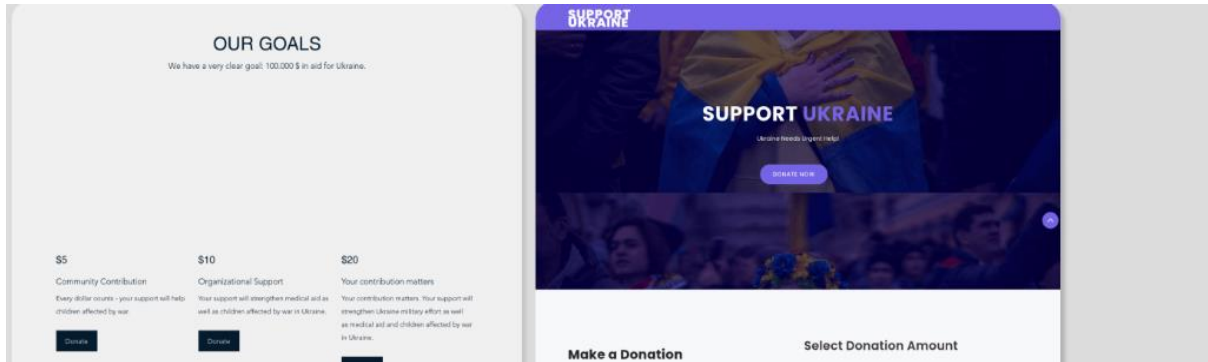 OUR GOALS
We have a very clear goal: 100.000 $ in aid for Ukraine.
$5
Community Contribution
Every dollar counts - your support will help
children affected by war.
Donate
$10
Organizational Support
Your support will strengthen medical aid as
well as children affected by war in Ukraine.
Donate
$20
Your contribution matters
Your contribution matters. Your support will
strengthen Ukraine military effort as well
as medical aid and children affected by war
in Ukraine.
SUPPORT
UKRAINE
SUPPORT UKRAINE
Ukraine Needs Urgent Help!
DONATE NOW
Make a Donation
Select Donation Amount